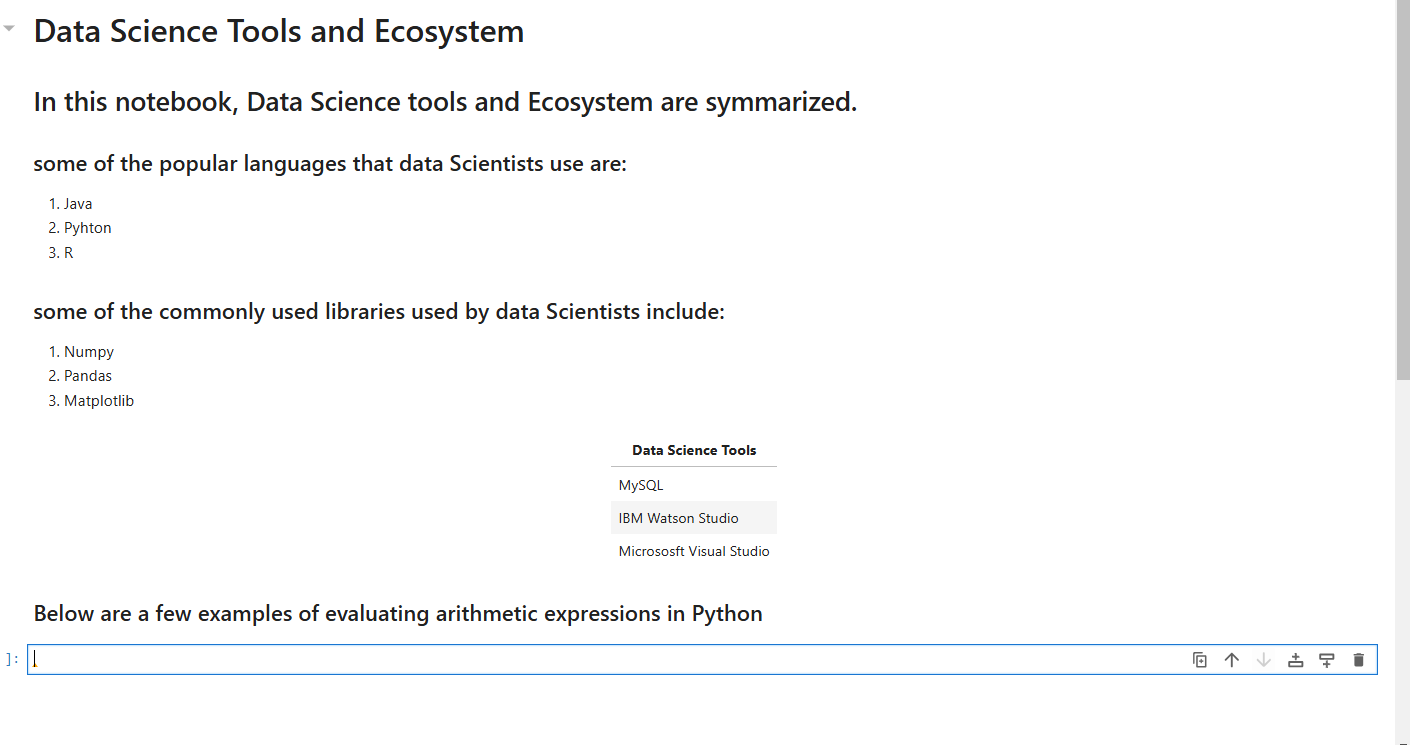 Data Science Tools and Ecosystem
In this notebook, Data Science tools and Ecosystem are symmarized.
some of the popular languages that data Scientists use are:
1. Java
2. Pyhton
3. R
some of the commonly used libraries used by data Scientists include:
1. Numpy
2. Pandas
3. Matplotlib
Data Science Tools
MySQL
IBM Watson Studio
Micrososft Visual Studio
Below are a few examples of evaluating arithmetic expressions in Python
]: